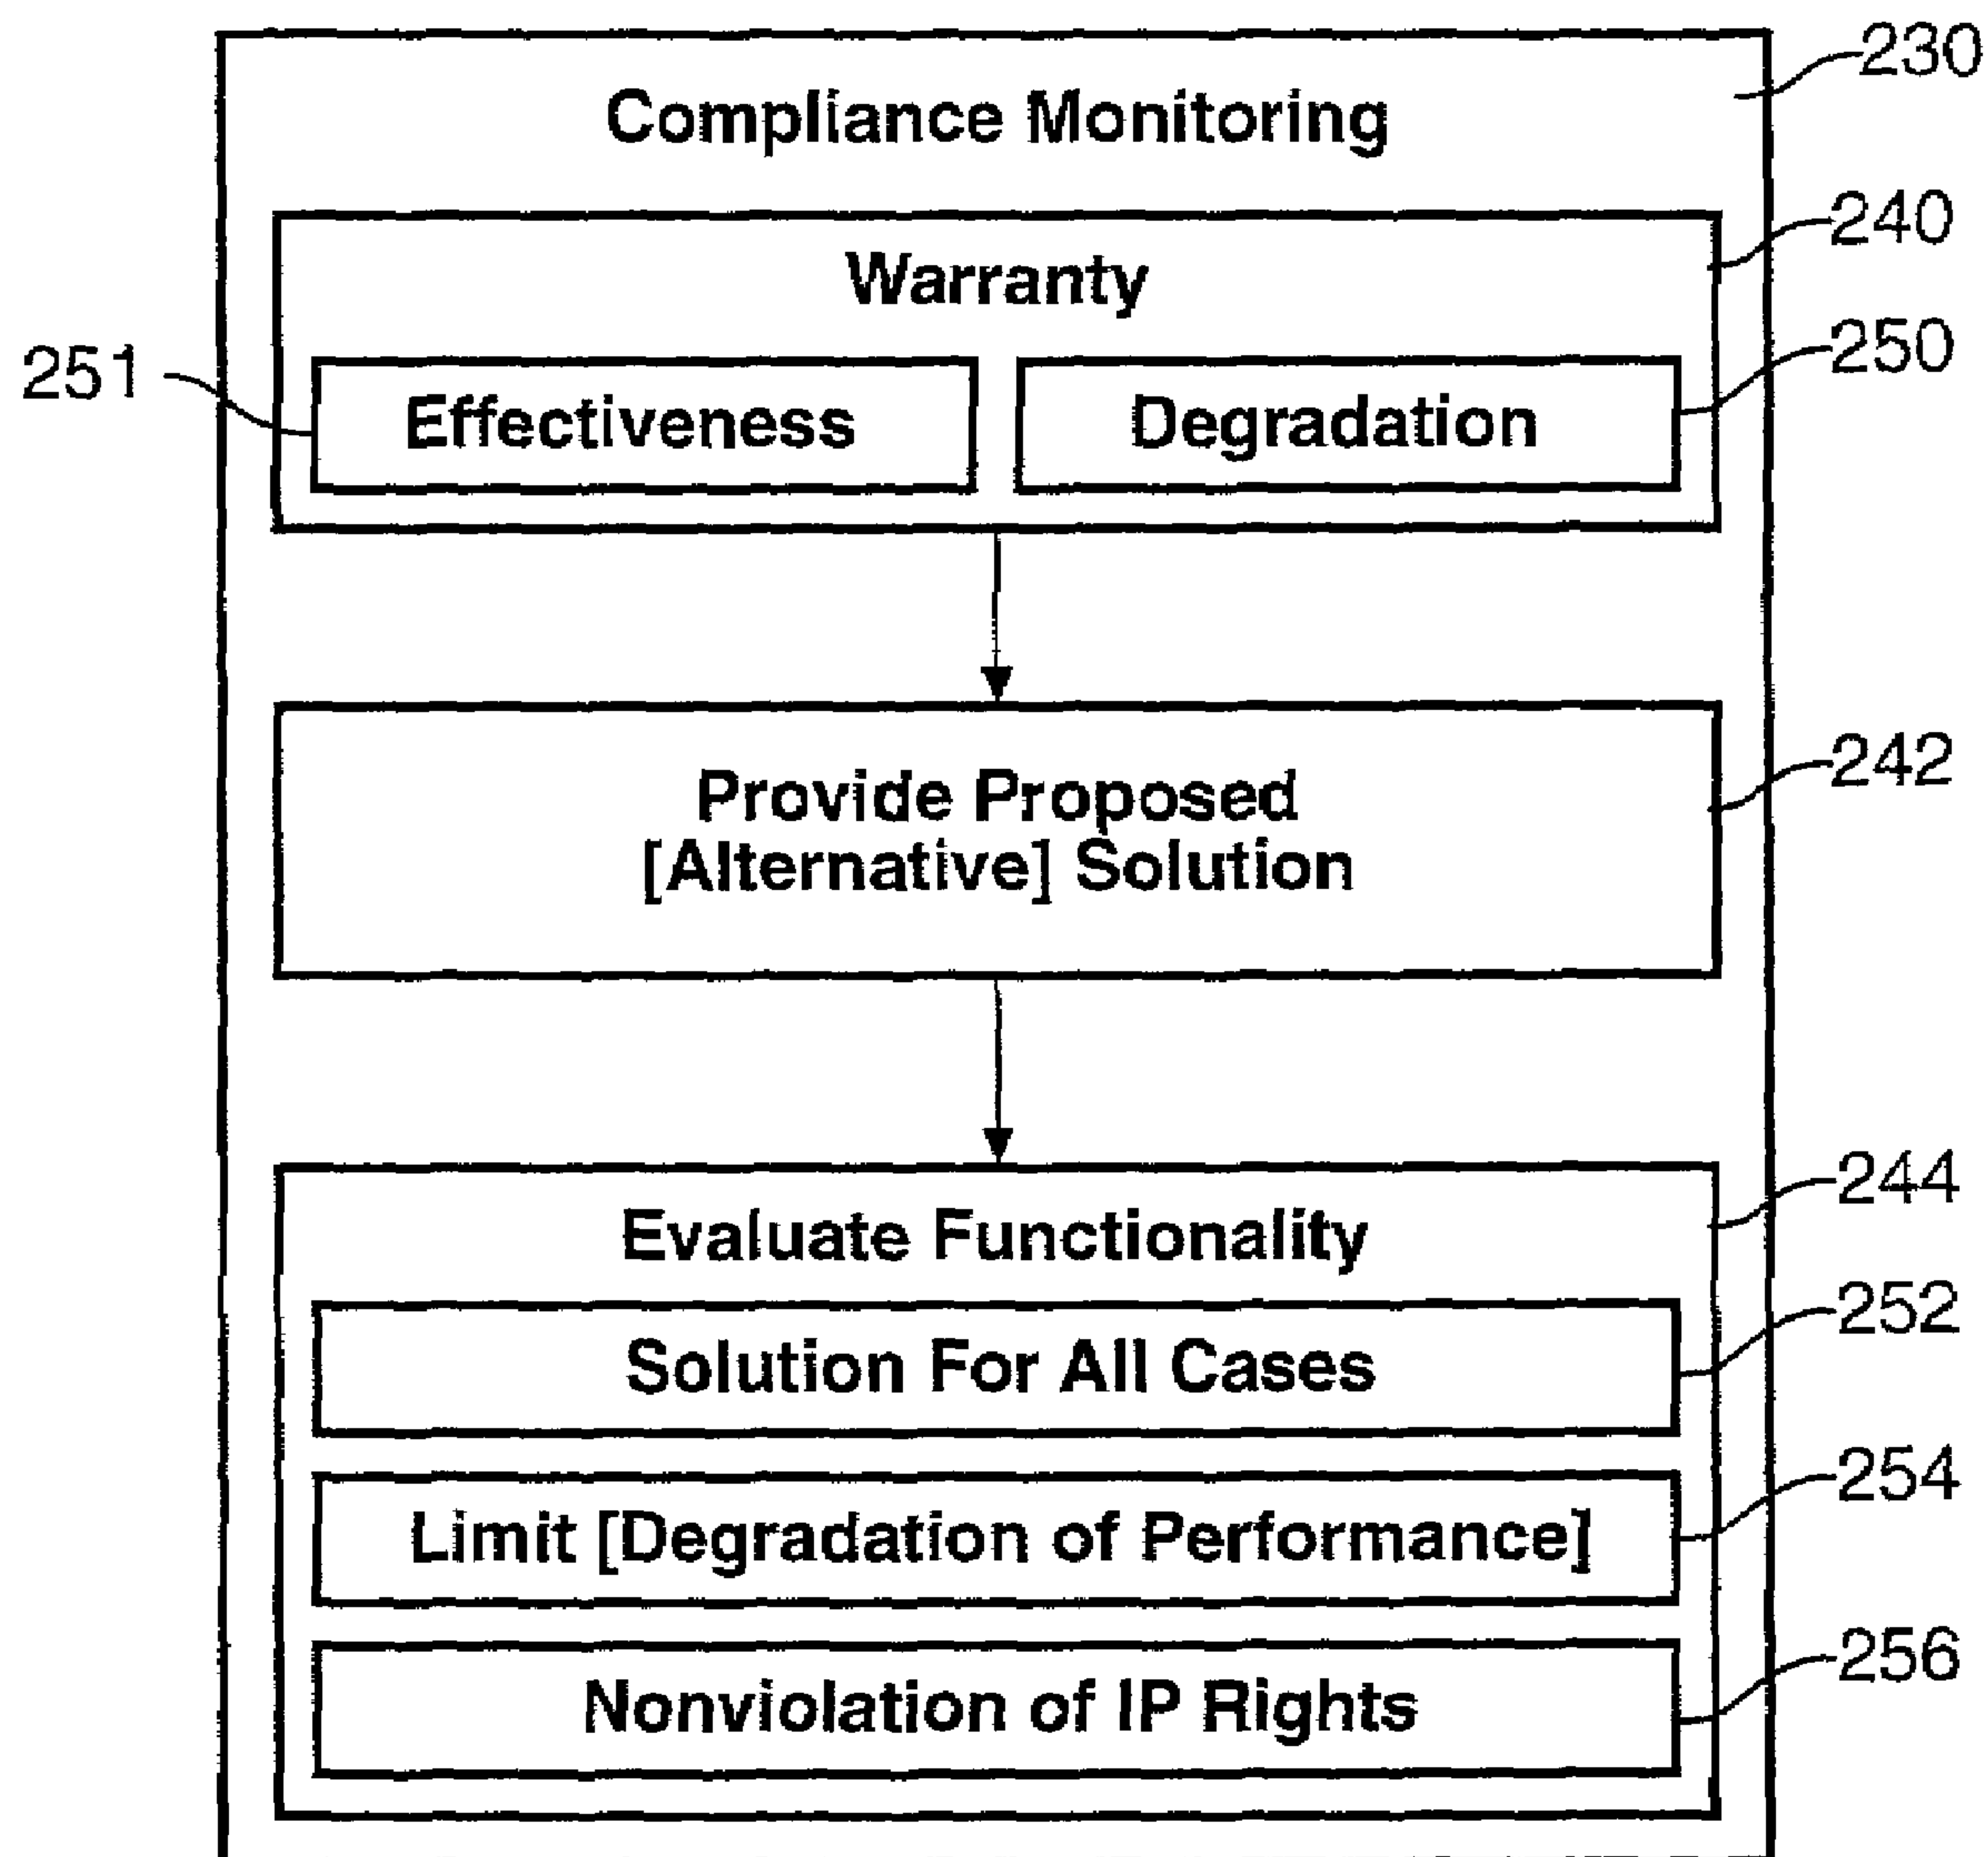 230
Compliance Monitoring
240
Warranty
250
251
Effectiveness
Degradation
242
Provide Proposed
[Alternative] Solution
244
Evaluate Functionality
252
Solution For All Cases
254
Limit [Degradation of Performance]
256
Nonviolation of IP Rights